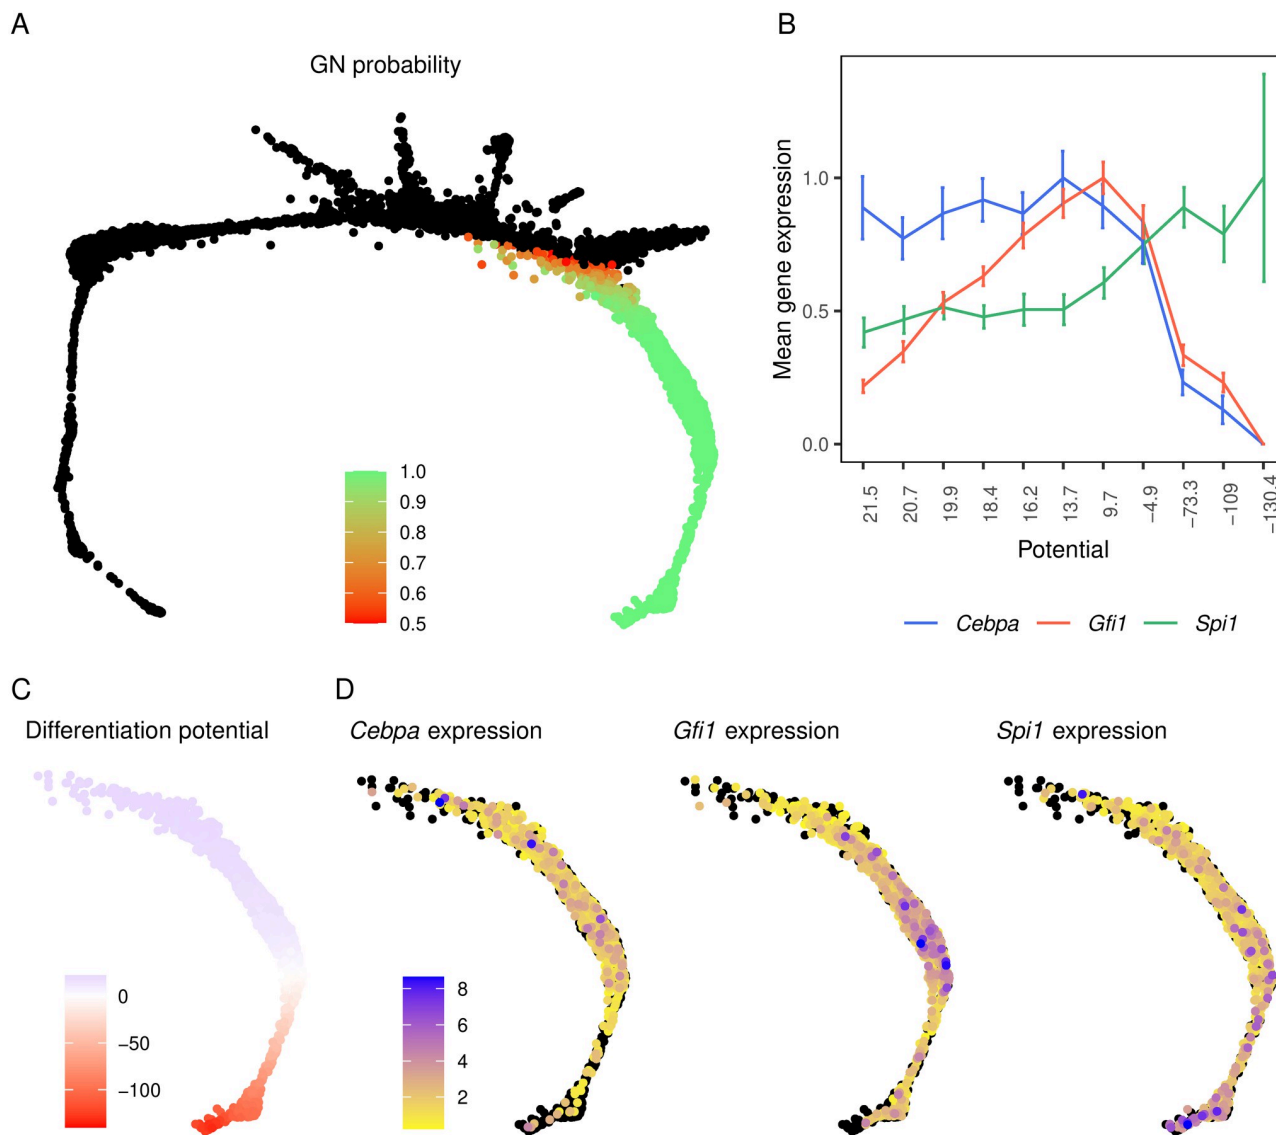 A
GN probability
1.0
0.9
0.8
0.7
0.6
0.5
B
Mean gene expression
1.0
0.5
0.0
21.5
20.7
19.9
18.4
16.2
13.7
9.7
−4.9
−73.3
−109
−130.4
Potential
Cebpa Gfi1 Spi1
C
Differentiation potential
0
−50
−100
D
Cebpa expression
Gfi1 expression
Spi1 expression
8
6
4
2